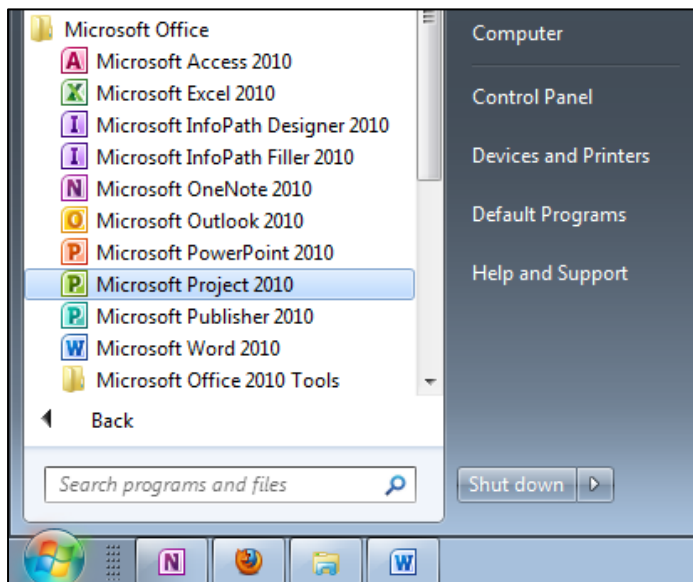 Microsoft Office
A Microsoft Access 2010
X Microsoft Excel 2010
I Microsoft InfoPath Designer 2010
I Microsoft InfoPath Filler 2010
N Microsoft OneNote 2010
O Microsoft Outlook 2010
P Microsoft PowerPoint 2010
P Microsoft Project 2010
P Microsoft Publisher 2010
W Microsoft Word 2010
Microsoft Office 2010 Tools
Back
Search programs and files
Computer
Control Panel
Devices and Printers
Default Programs
Help and Support
Shut down
N
W